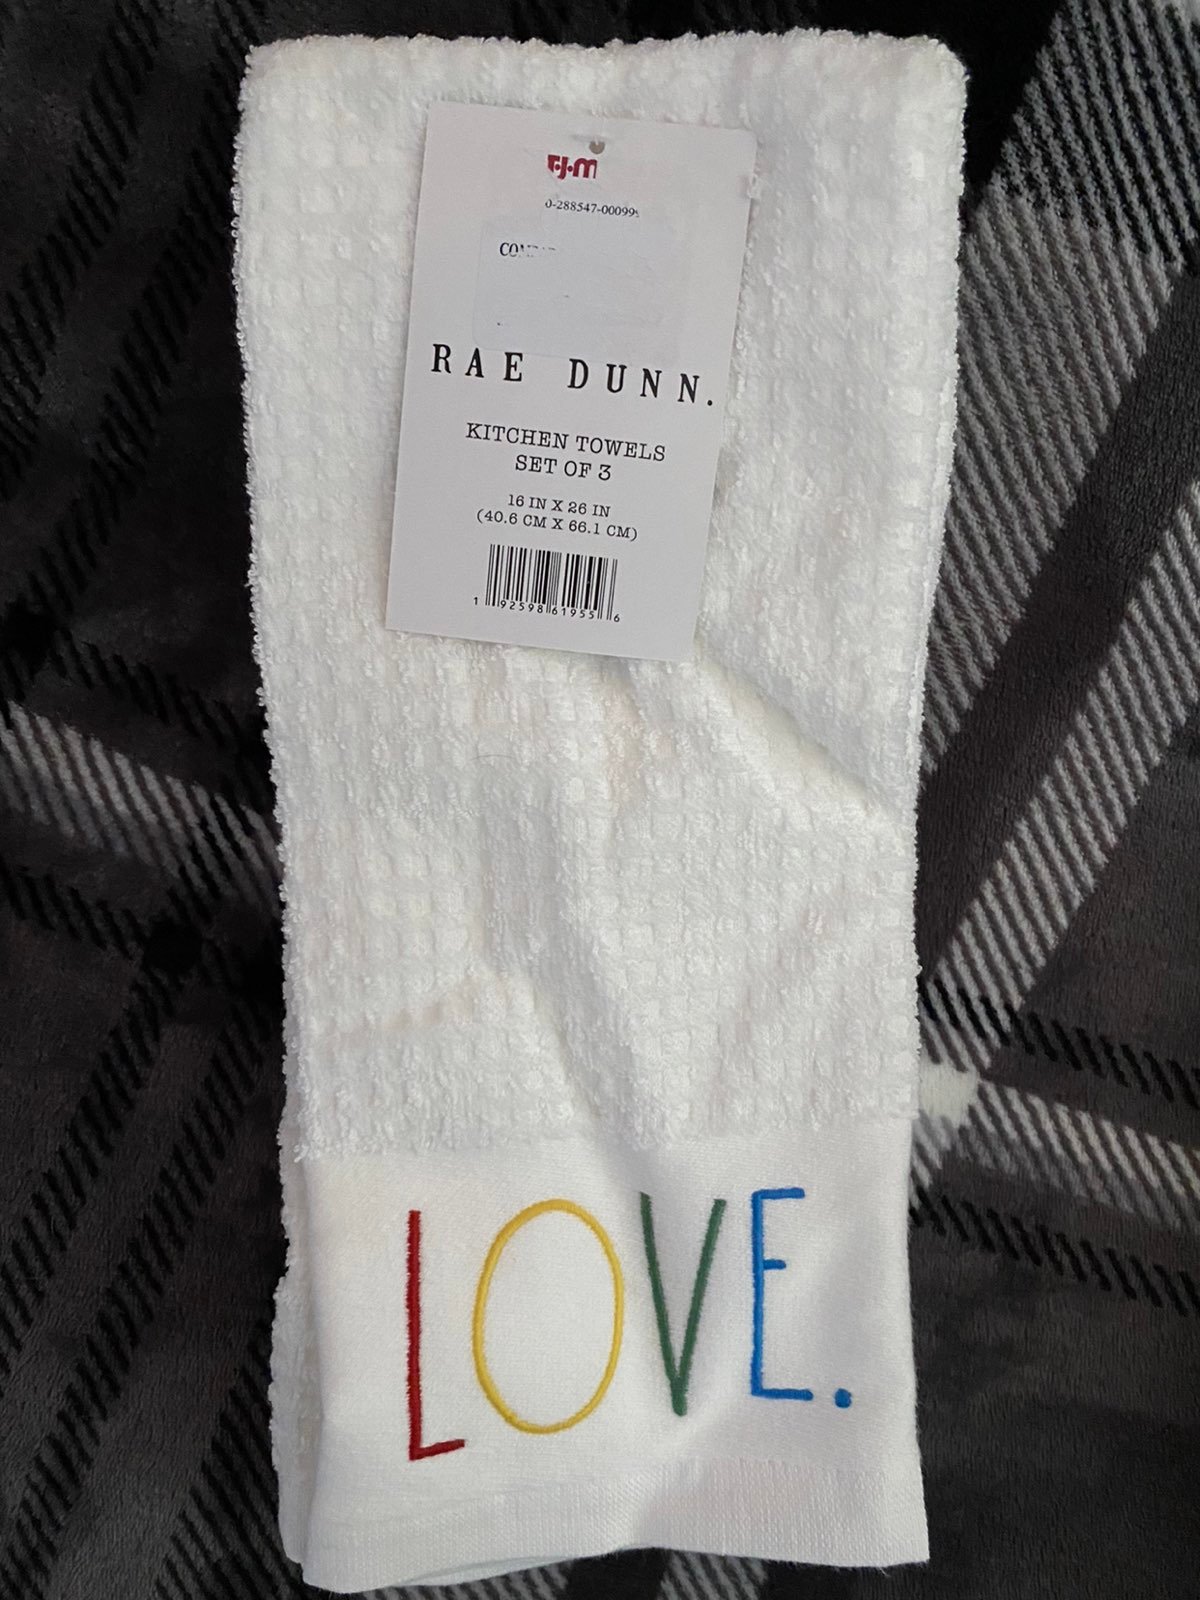 T.J.m
0-288547-00099
RAE DUNN.
KITCHEN TOWELS
SET OF 3
16 IN X 26 IN
(40.6 CM X 66.1 CM)
1 92598 61955 6
LOVE.